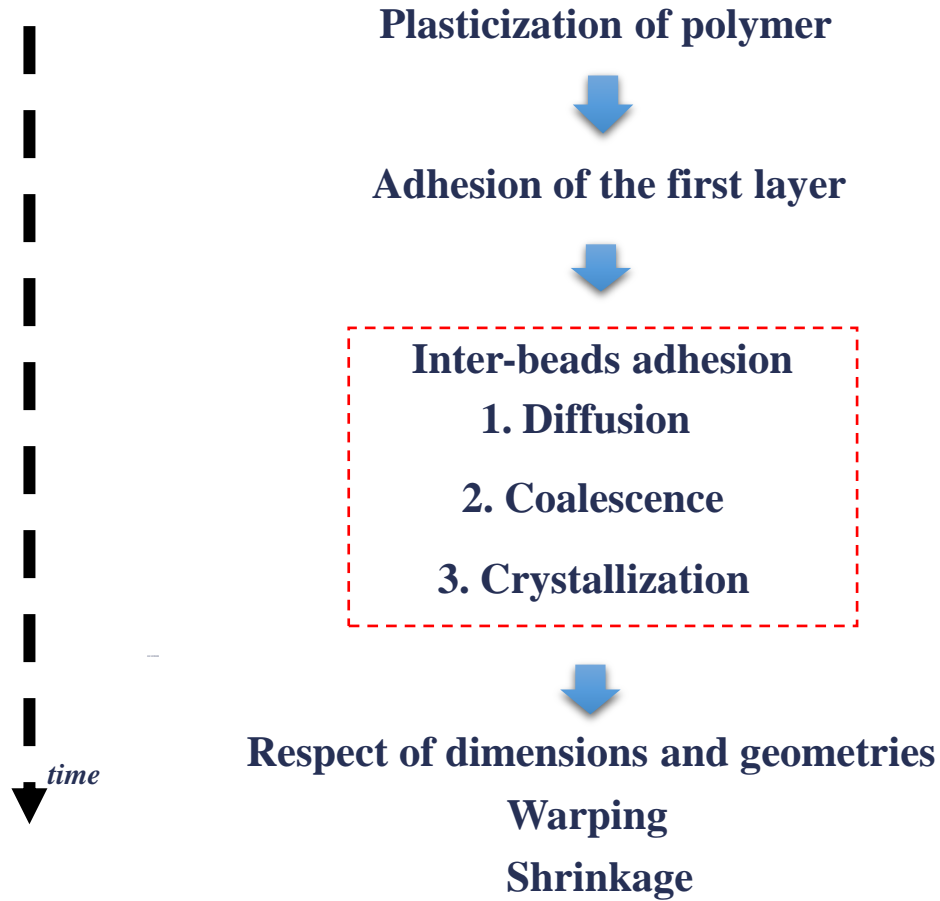 Plasticization of polymer
Adhesion of the first layer
Inter-beads adhesion
1. Diffusion
2. Coalescence
3. Crystallization
time
Respect of dimensions and geometries
Warping
Shrinkage